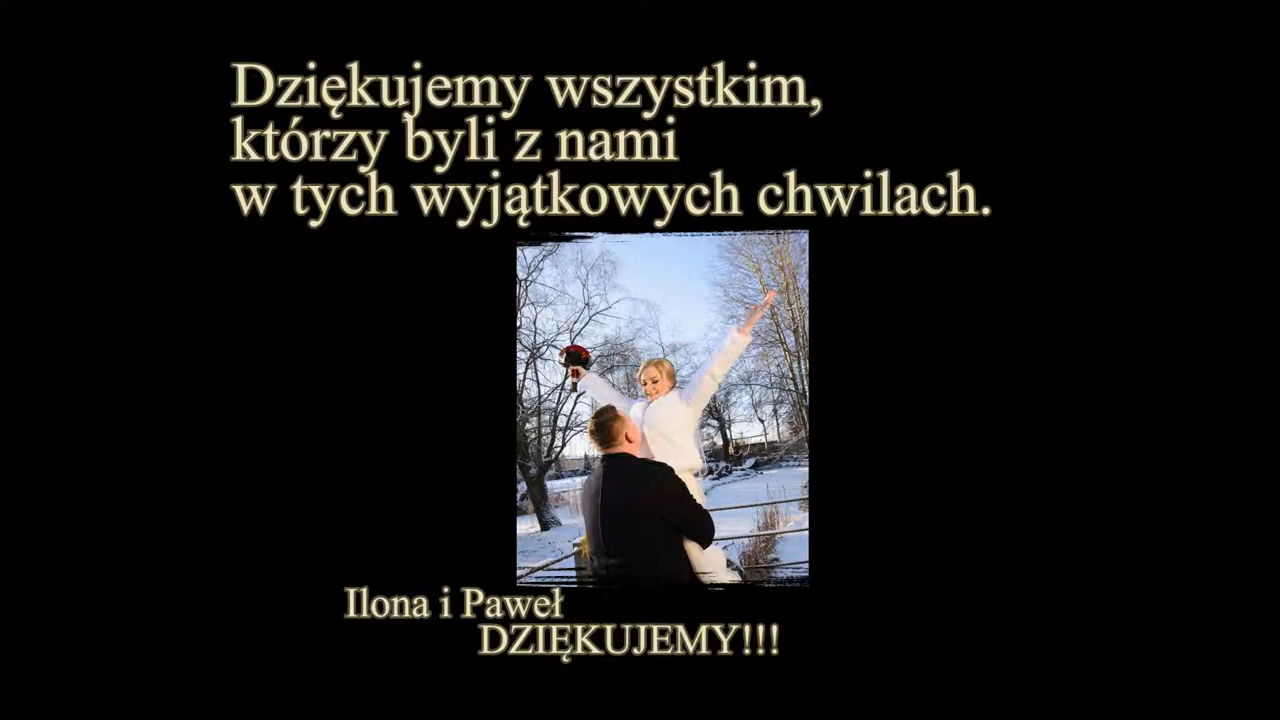 Dziękujemy wszystkim,
którzy byli z nami
w tych wyjątkowych chwilach.
Ilona i Paweł
DZIĘKUJEMY!!!